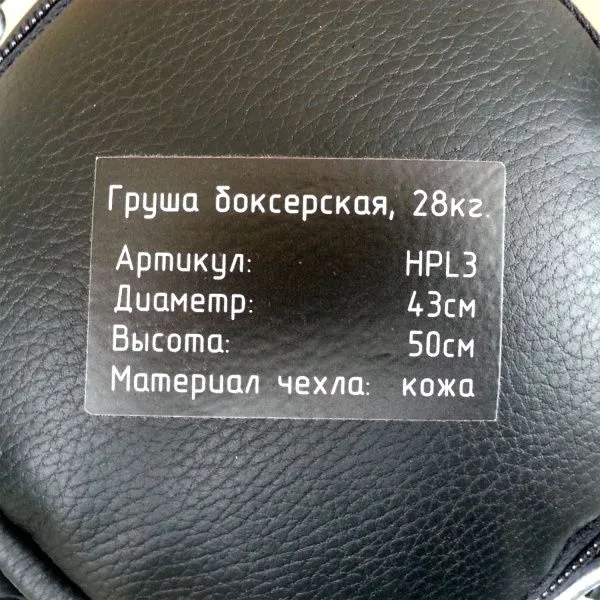 Груша боксерская, 28кг.
Артикул: HPL3
Диаметр: 43см
Высота: 50см
Материал чехла: кожа